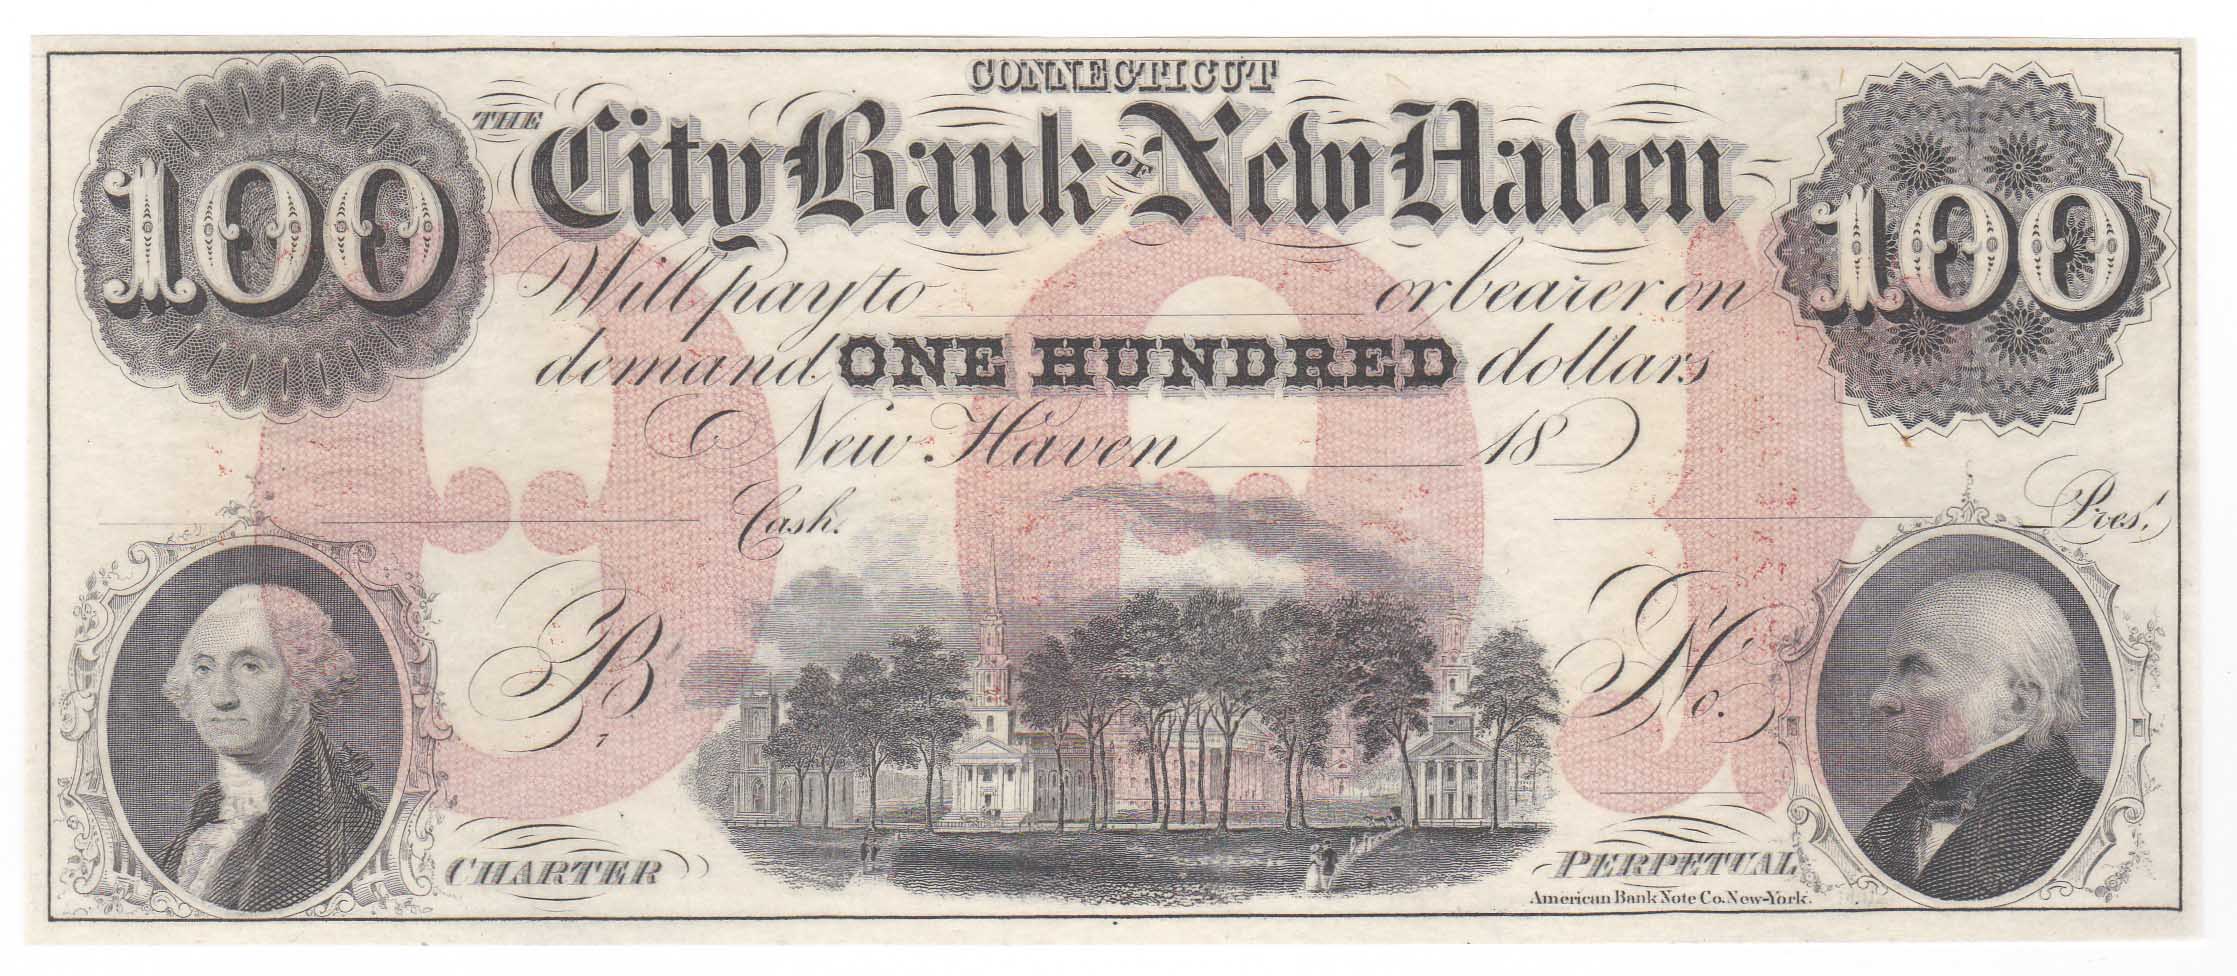 CONNECTICUT
THE City Bank OF New Haven
100 100
Will pay to or bearer on
demand ONE HUNDRED dollars
New Haven 18
Cash. Pres.t
B No.
7
CHARTER PERPETUAL
American Bank Note Co. New-York.